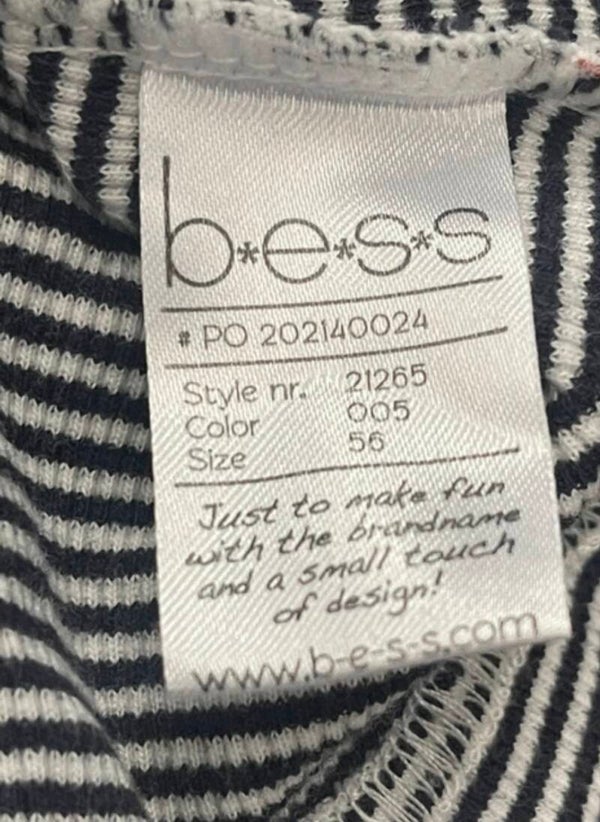 b*e*s*s
# PO 202140024
Style nr. 21265
Color 005
Size 56
Just to make fun
with the brandname
and a small touch
of design!
www.b-e-s-s.com